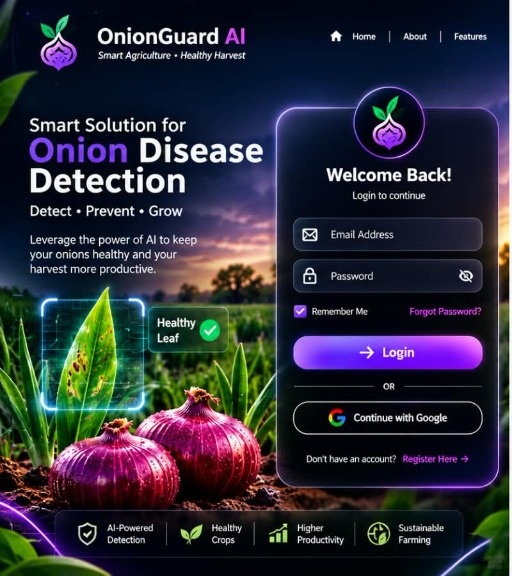 OnionGuard AI
Smart Agriculture • Healthy Harvest
Home | About | Features
Smart Solution for
Onion Disease
Detection
Detect • Prevent • Grow
Leverage the power of AI to keep
your onions healthy and your
harvest more productive.
Healthy
Leaf
Welcome Back!
Login to continue
Email Address
Password
Remember Me
Forgot Password?
Login
OR
Continue with Google
Don't have an account? Register Here →
AI-Powered
Detection
Healthy
Crops
Higher
Productivity
Sustainable
Farming